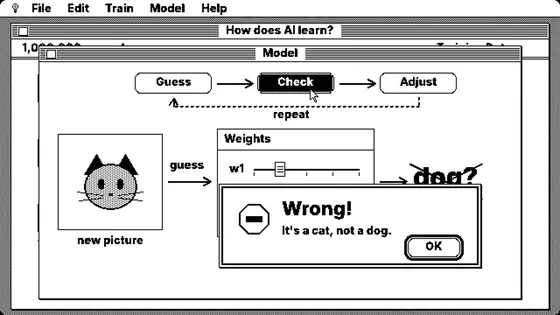 File Edit Train Model Help
How does AI learn?
Model
Guess Check Adjust
repeat
Weights
guess
w1
dog?
Wrong!
It's a cat, not a dog.
OK
new picture